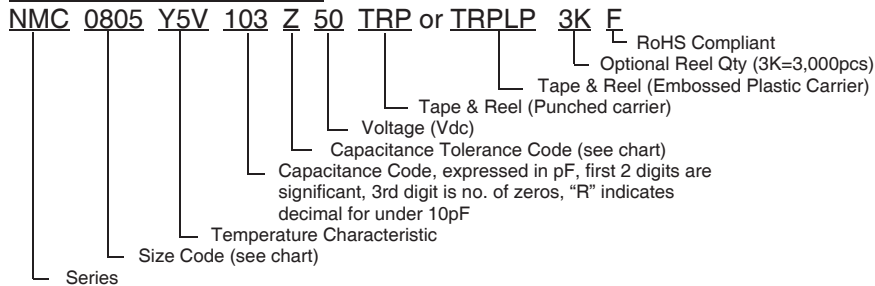 NMC 0805 Y5V 103 Z 50 TRP or TRPLP 3K F
RoHS Compliant
Optional Reel Qty (3K=3,000pcs)
Tape & Reel (Embossed Plastic Carrier)
Tape & Reel (Punched carrier)
Voltage (Vdc)
Capacitance Tolerance Code (see chart)
Capacitance Code, expressed in pF, first 2 digits are
significant, 3rd digit is no. of zeros, “R” indicates
decimal for under 10pF
Temperature Characteristic
Size Code (see chart)
Series